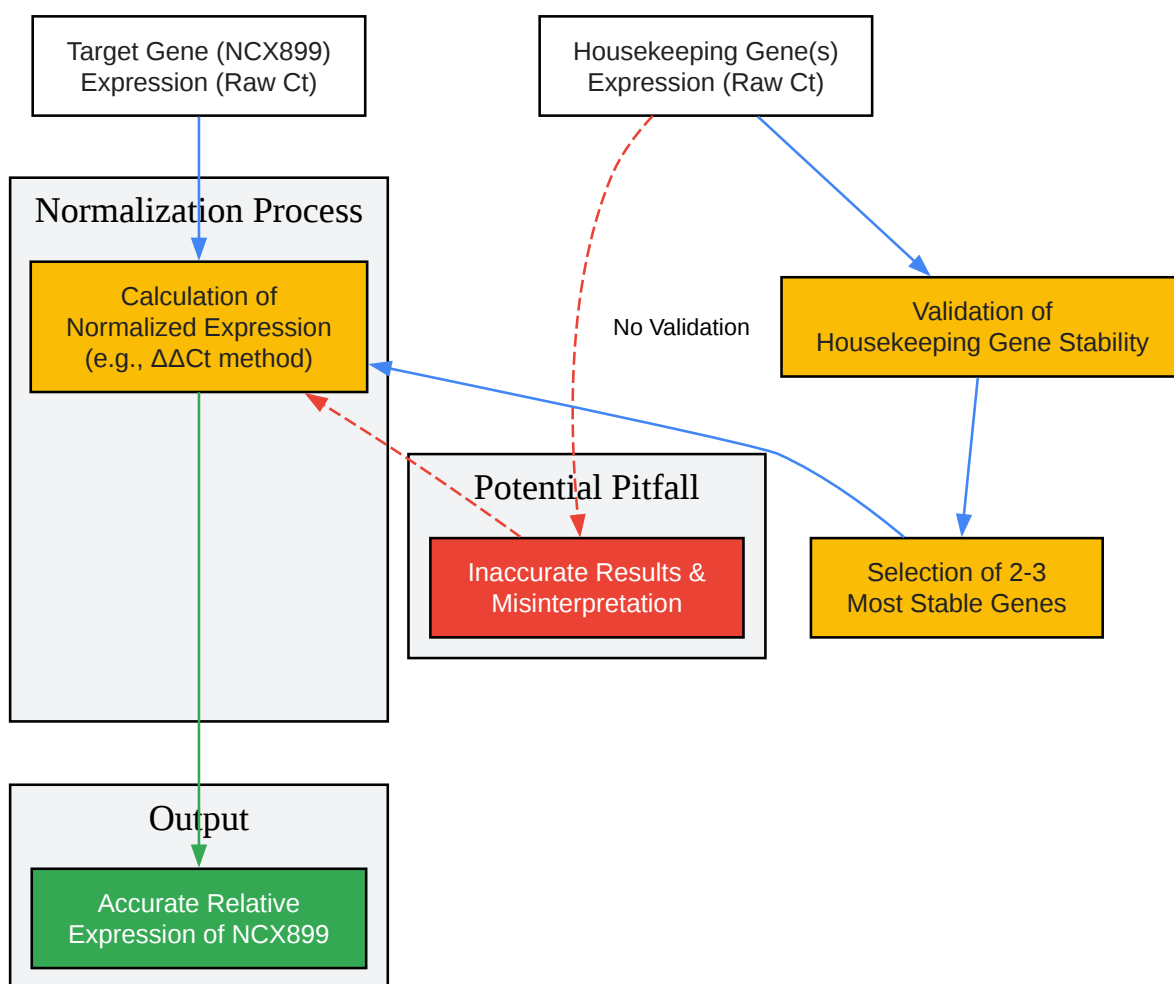 Target Gene (NCX899)
Expression (Raw Ct)
Housekeeping Gene(s)
Expression (Raw Ct)
Normalization Process
Calculation of
Normalized Expression
(e.g., ΔΔCt method)
No Validation
Validation of
Housekeeping Gene Stability
Potential Pitfall
Inaccurate Results &
Misinterpretation
Selection of 2-3
Most Stable Genes
Output
Accurate Relative
Expression of NCX899